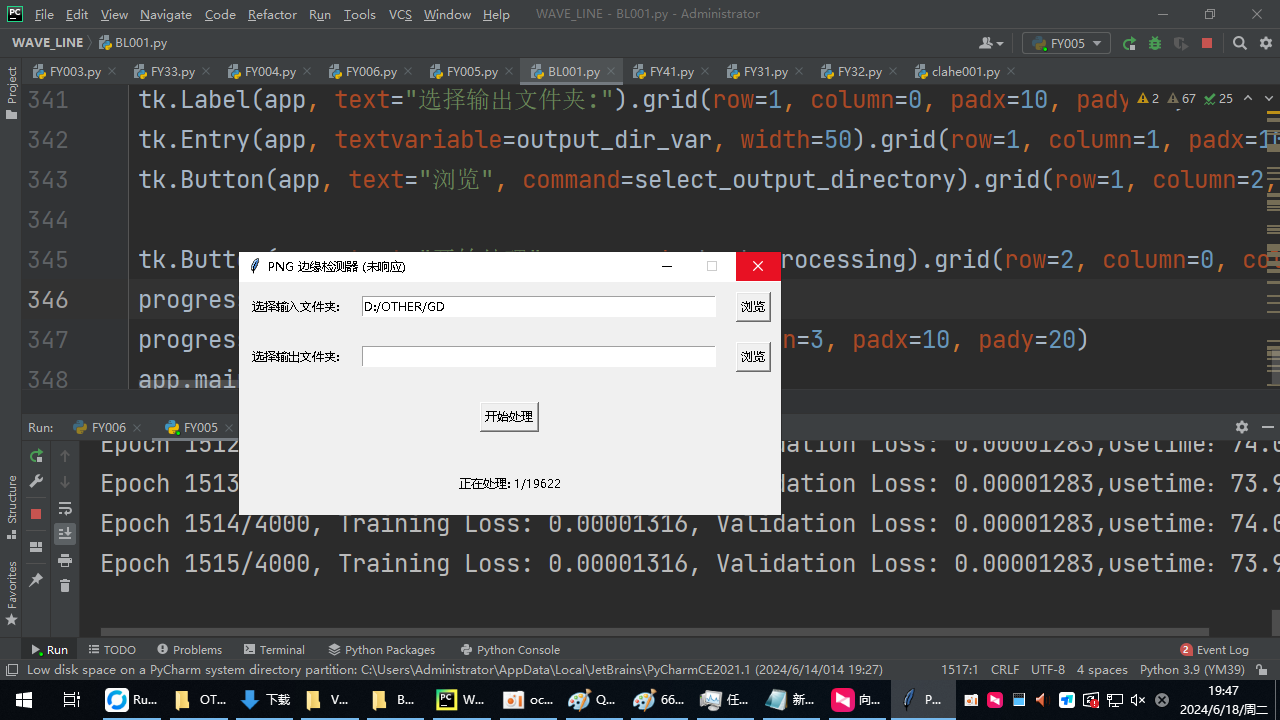 File Edit View Navigate Code Refactor Run Tools VCS Window Help WAVE_LINE - BL001.py - Administrator
WAVE_LINE BL001.py FY005
FY003.py FY33.py FY004.py FY006.py FY005.py BL001.py FY41.py FY31.py FY32.py clahe001.py
341 tk.Label(app, text="选择输出文件夹:").grid(row=1, column=0, padx=10, pady 2 67 25
342 tk.Entry(app, textvariable=output_dir_var, width=50).grid(row=1, column=1, padx=1
343 tk.Button(app, text="浏览", command=select_output_directory).grid(row=1, column=2,
344
345 tk.Butt rocessing).grid(row=2, column=0, co
PNG 边缘检测器 (未响应)
346 progres
选择输入文件夹: D:/OTHER/GD 浏览
347 progres n=3, padx=10, pady=20)
选择输出文件夹: 浏览
348 app.mai
开始处理
正在处理: 1/19622
Run: FY006 FY005
Epoch 1512 ation Loss: 0.00001283,usetime: 74.0
Epoch 1513 ation Loss: 0.00001283,usetime: 73.9
Epoch 1514/4000, Training Loss: 0.00001316, Validation Loss: 0.00001283,usetime: 74.0
Epoch 1515/4000, Training Loss: 0.00001316, Validation Loss: 0.00001283,usetime: 73.9
Project
Structure
Favorites
Run TODO Problems Terminal Python Packages Python Console 2 Event Log
Low disk space on a PyCharm system directory partition: C:\Users\Administrator\AppData\Local\JetBrains\PyCharmCE2021.1 (2024/6/14/014 19:27) 1517:1 CRLF UTF-8 4 spaces Python 3.9 (YM39)
Ru... OT... 下载 V... B... W... oc... Q... 66... 任... 新... 向... P...
19:47
2024/6/18/周二